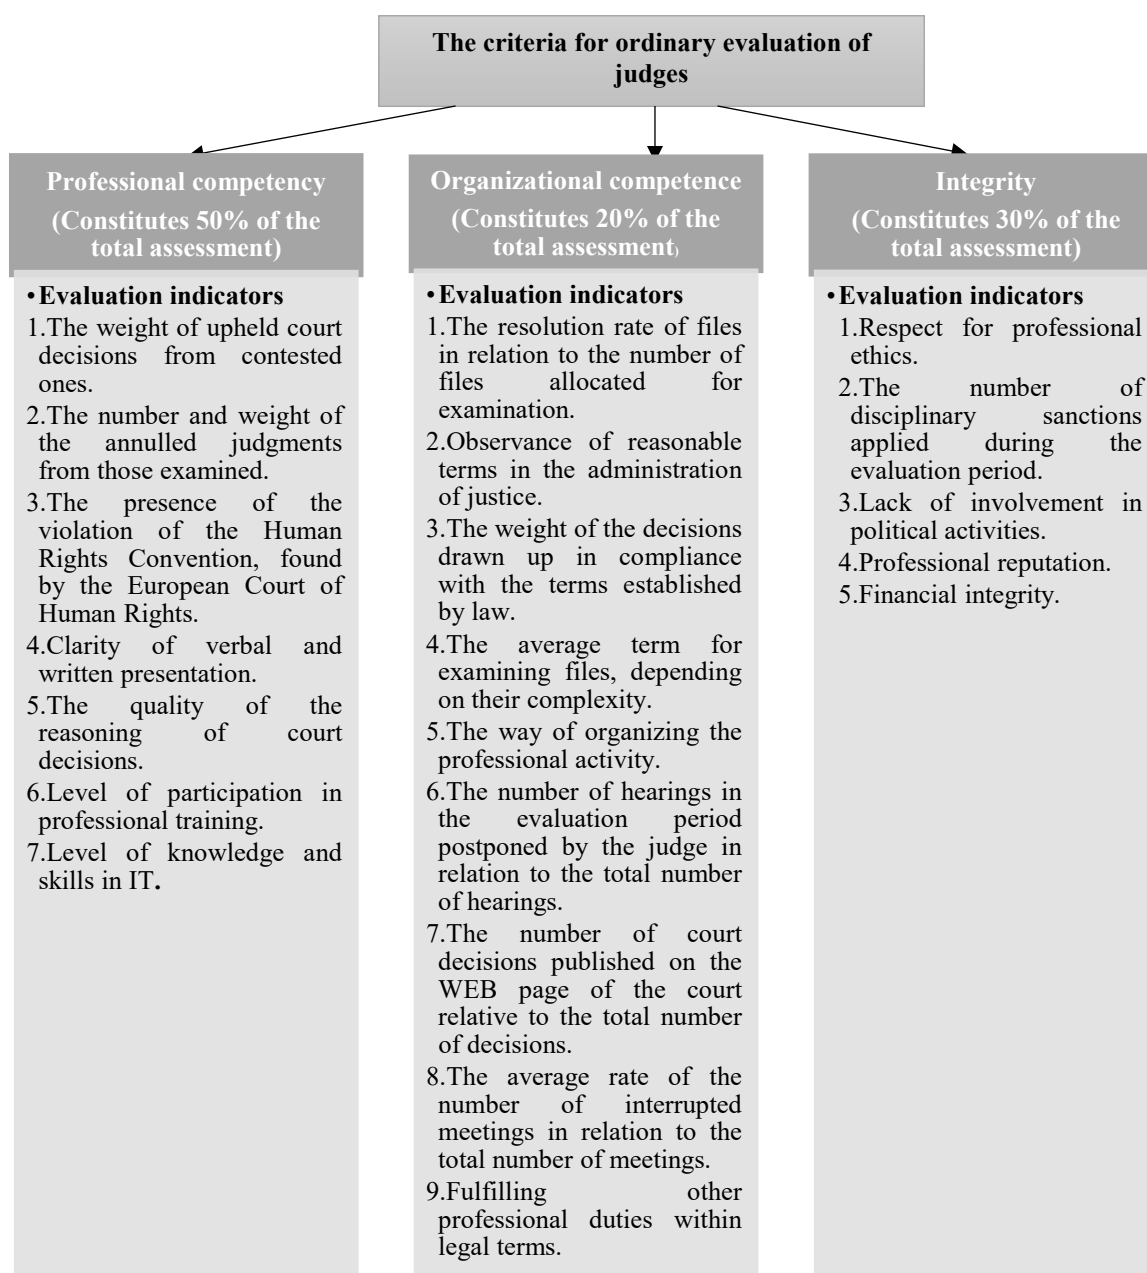 The criteria for ordinary evaluation of
judges
Professional competency
(Constitutes 50% of the
total assessment)
•Evaluation indicators
1.The weight of upheld court
decisions from contested
ones.
2.The number and weight of
the annulled judgments
from those examined.
3.The presence of the
violation of the Human
Rights Convention, found
by the European Court of
Human Rights.
4.Clarity of verbal and
written presentation.
5.The quality of the
reasoning of court
decisions.
6.Level of participation in
professional training.
7.Level of knowledge and
skills in IT.
Organizational competence
(Constitutes 20% of the
total assessment)
•Evaluation indicators
1.The resolution rate of files
in relation to the number of
files allocated for
examination.
2.Observance of reasonable
terms in the administration
of justice.
3.The weight of the decisions
drawn up in compliance
with the terms established
by law.
4.The average term for
examining files, depending
on their complexity.
5.The way of organizing the
professional activity.
6.The number of hearings in
the evaluation period
postponed by the judge in
relation to the total number
of hearings.
7.The number of court
decisions published on the
WEB page of the court
relative to the total number
of decisions.
8.The average rate of the
number of interrupted
meetings in relation to the
total number of meetings.
9.Fulfilling other
professional duties within
legal terms.
Integrity
(Constitutes 30% of the
total assessment)
•Evaluation indicators
1.Respect for professional
ethics.
2.The number of
disciplinary sanctions
applied during the
evaluation period.
3.Lack of involvement in
political activities.
4.Professional reputation.
5.Financial integrity.